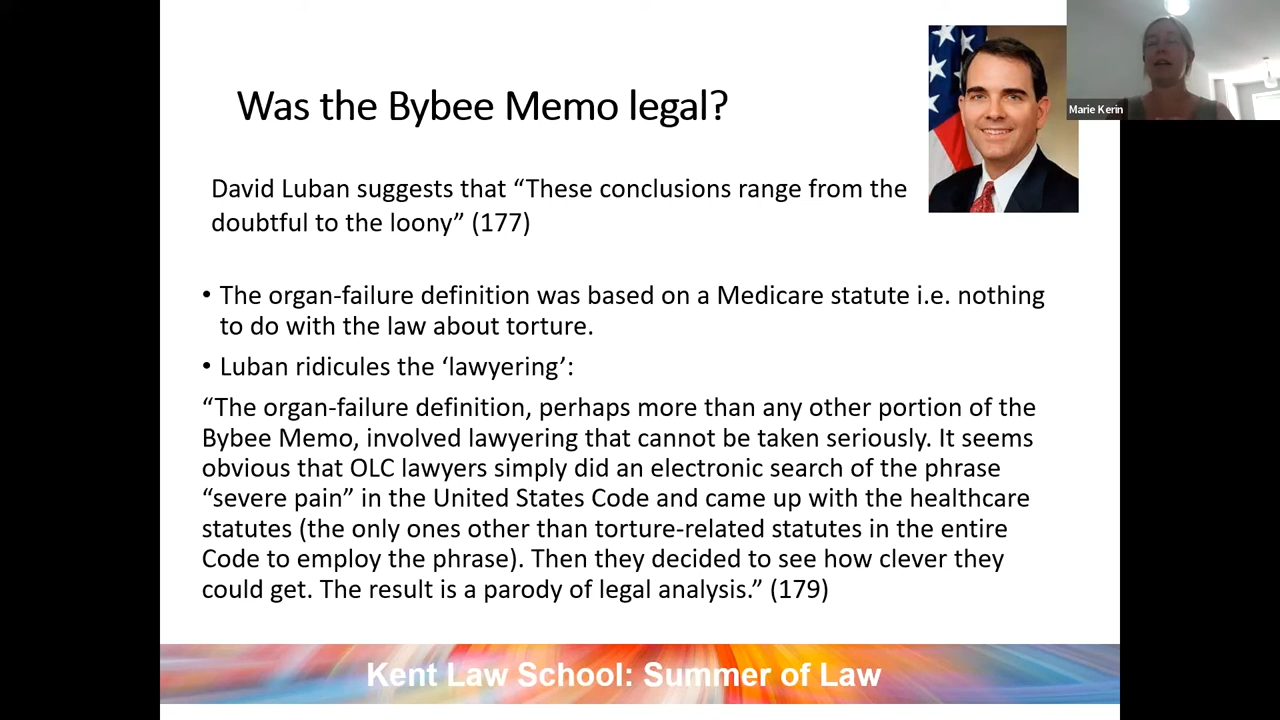 Was the Bybee Memo legal?
Marie Kerin
David Luban suggests that “These conclusions range from the
doubtful to the loony” (177)
• The organ-failure definition was based on a Medicare statute i.e. nothing
to do with the law about torture.
• Luban ridicules the ‘lawyering’:
“The organ-failure definition, perhaps more than any other portion of the
Bybee Memo, involved lawyering that cannot be taken seriously. It seems
obvious that OLC lawyers simply did an electronic search of the phrase
“severe pain” in the United States Code and came up with the healthcare
statutes (the only ones other than torture-related statutes in the entire
Code to employ the phrase). Then they decided to see how clever they
could get. The result is a parody of legal analysis.” (179)
Kent Law School: Summer of Law